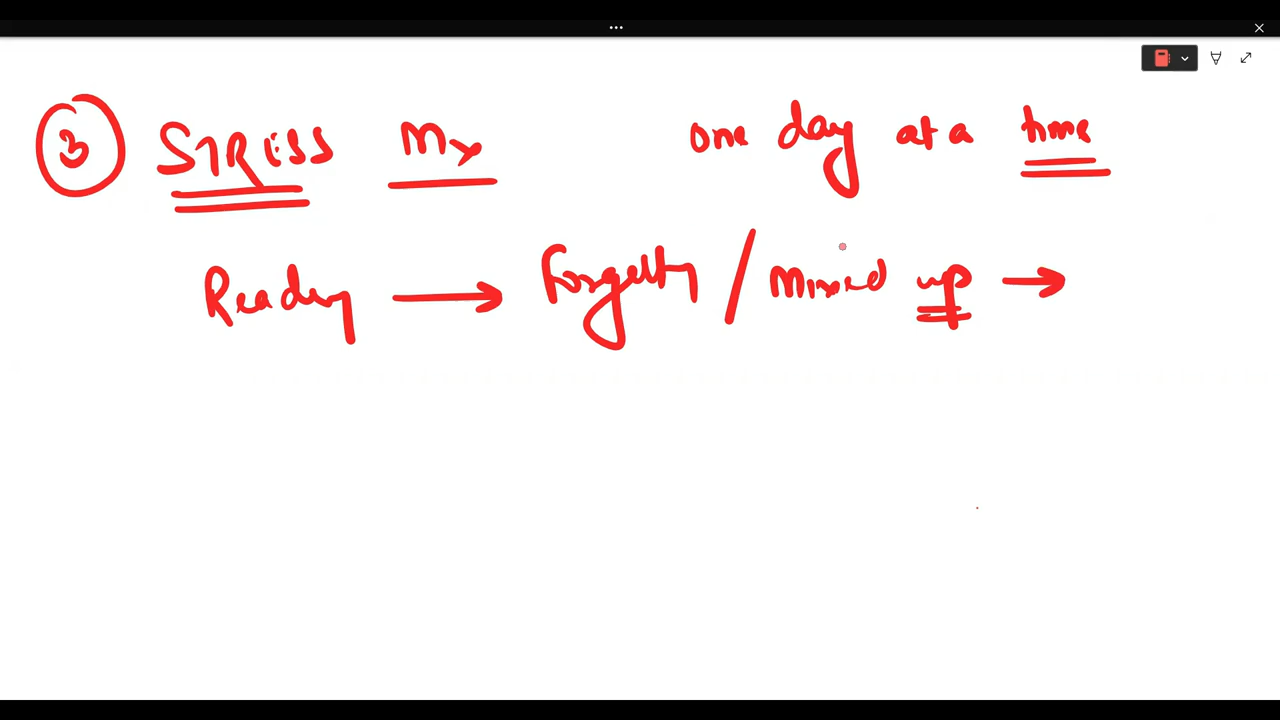 3 STRESS Mx one day at a time
Reading → Forgetting / Mixed up →